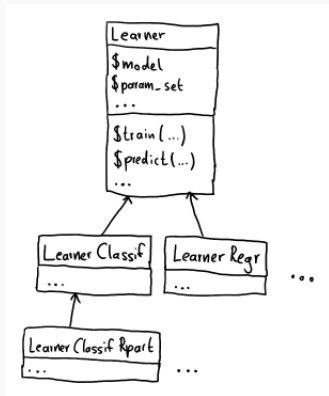 Learner
$model
$param_set
...
$train(...)
$predict(...)
...
Learner Classif
...
Learner Regr
...
...
Learner Classif Rpart
...
...